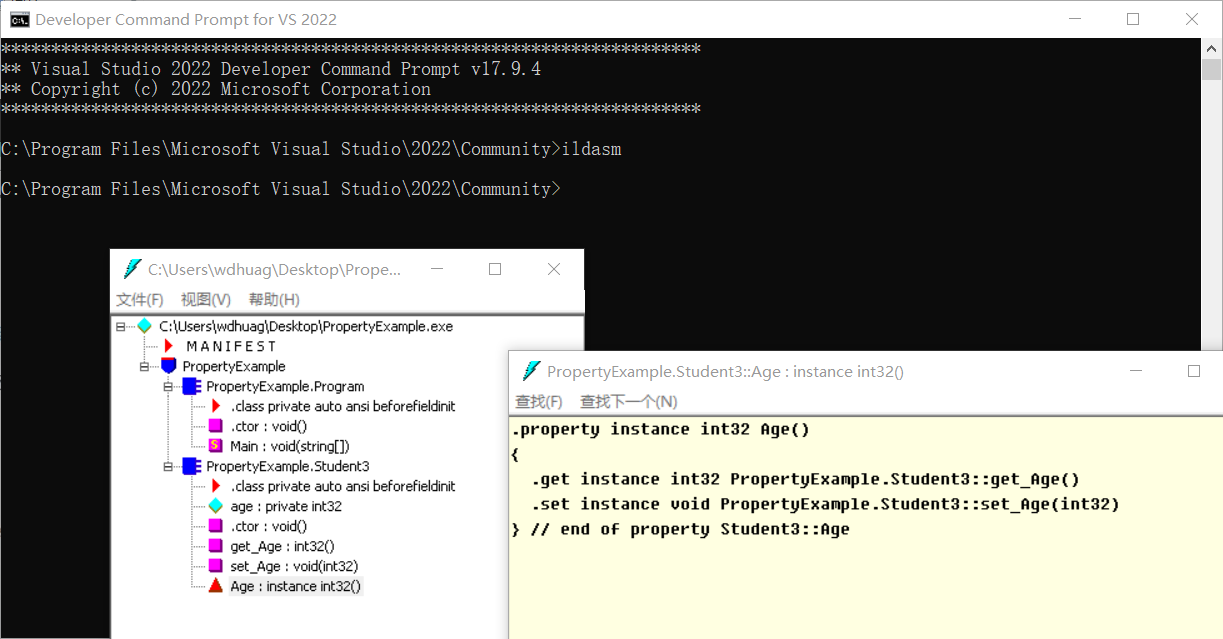 Developer Command Prompt for VS 2022
**********************************************************************
** Visual Studio 2022 Developer Command Prompt v17.9.4
** Copyright (c) 2022 Microsoft Corporation
**********************************************************************
C:\Program Files\Microsoft Visual Studio\2022\Community>ildasm
C:\Program Files\Microsoft Visual Studio\2022\Community>
C:\Users\wdhuag\Desktop\Prope...
文件(F) 视图(V) 帮助(H)
C:\Users\wdhuag\Desktop\PropertyExample.exe
MANIFEST
PropertyExample
PropertyExample.Program
.class private auto ansi beforefieldinit
.ctor : void()
Main : void(string[])
PropertyExample.Student3
.class private auto ansi beforefieldinit
age : private int32
.ctor : void()
get_Age : int32()
set_Age : void(int32)
Age : instance int32()
PropertyExample.Student3::Age : instance int32()
查找(F) 查找下一个(N)
.property instance int32 Age()
{
.get instance int32 PropertyExample.Student3::get_Age()
.set instance void PropertyExample.Student3::set_Age(int32)
} // end of property Student3::Age